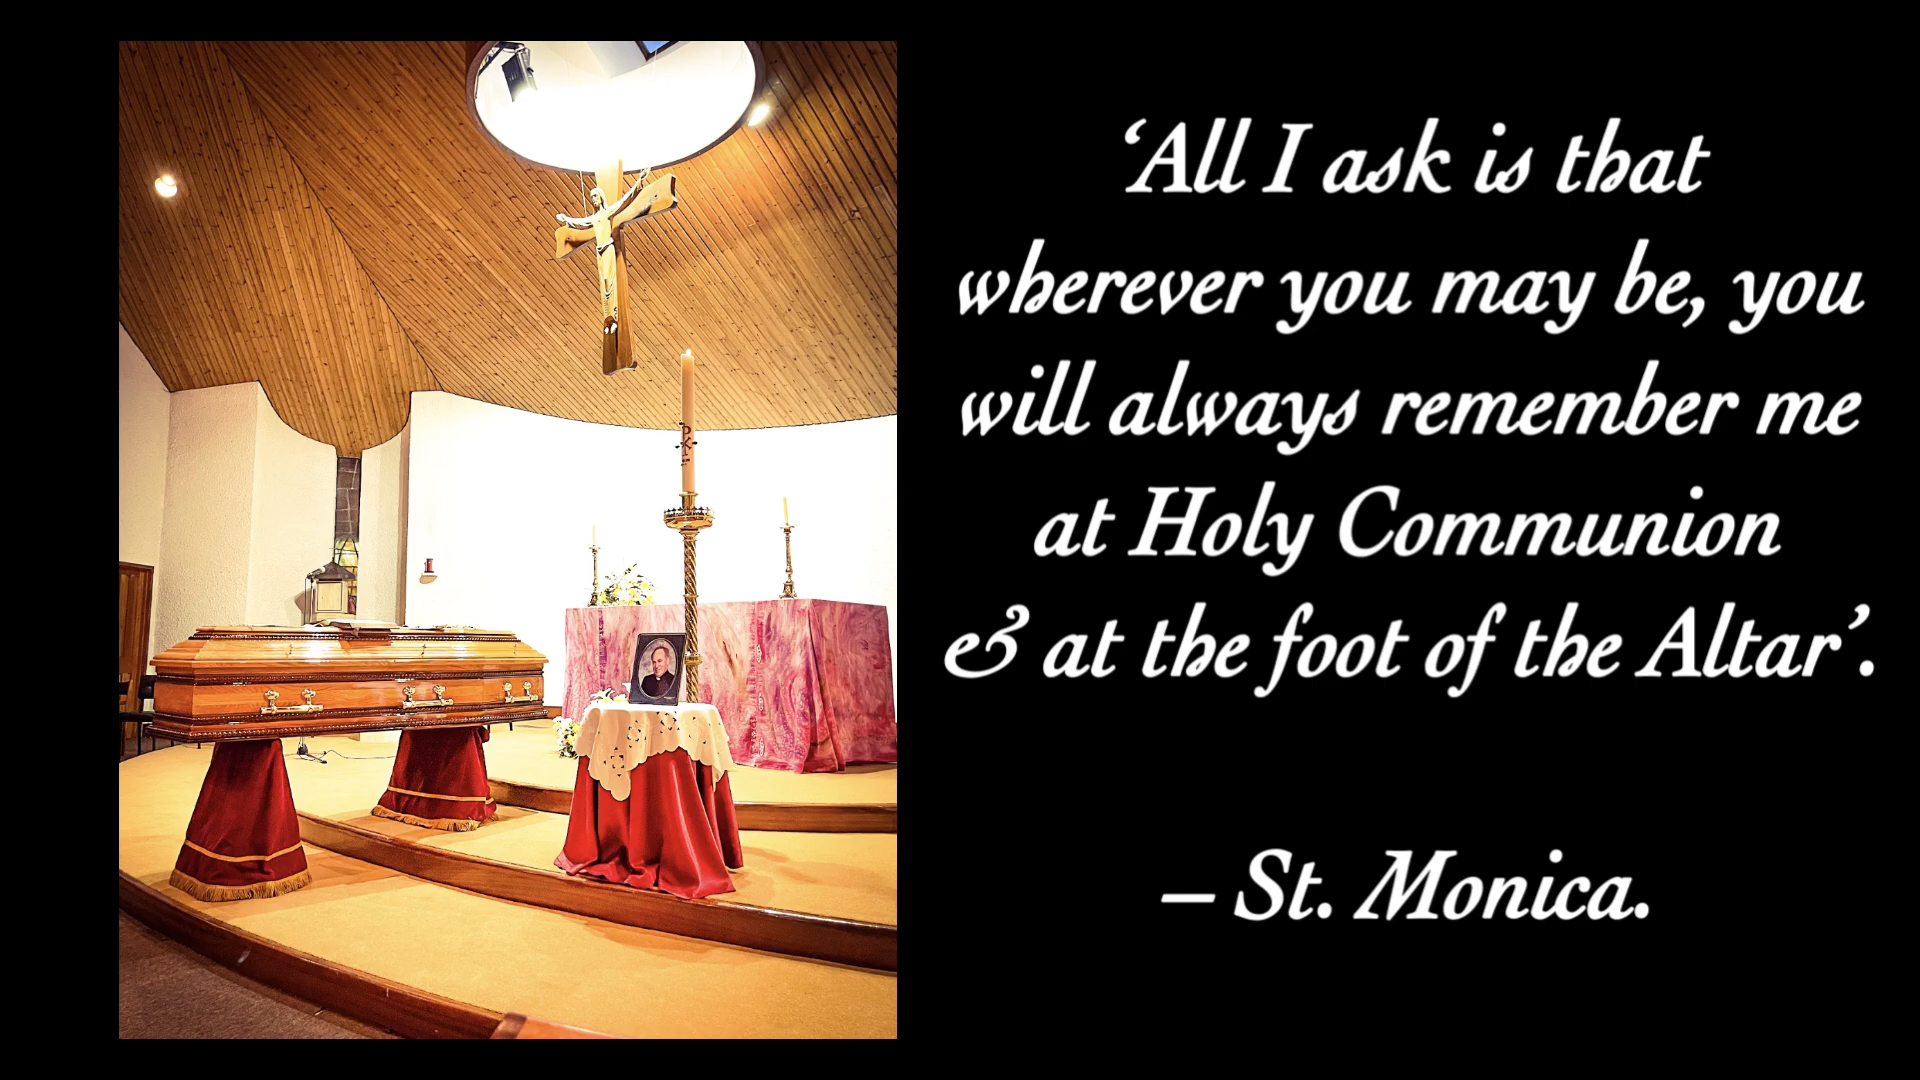 ‘All I ask is that
wherever you may be, you
will always remember me
at Holy Communion
& at the foot of the Altar’.
– St. Monica.